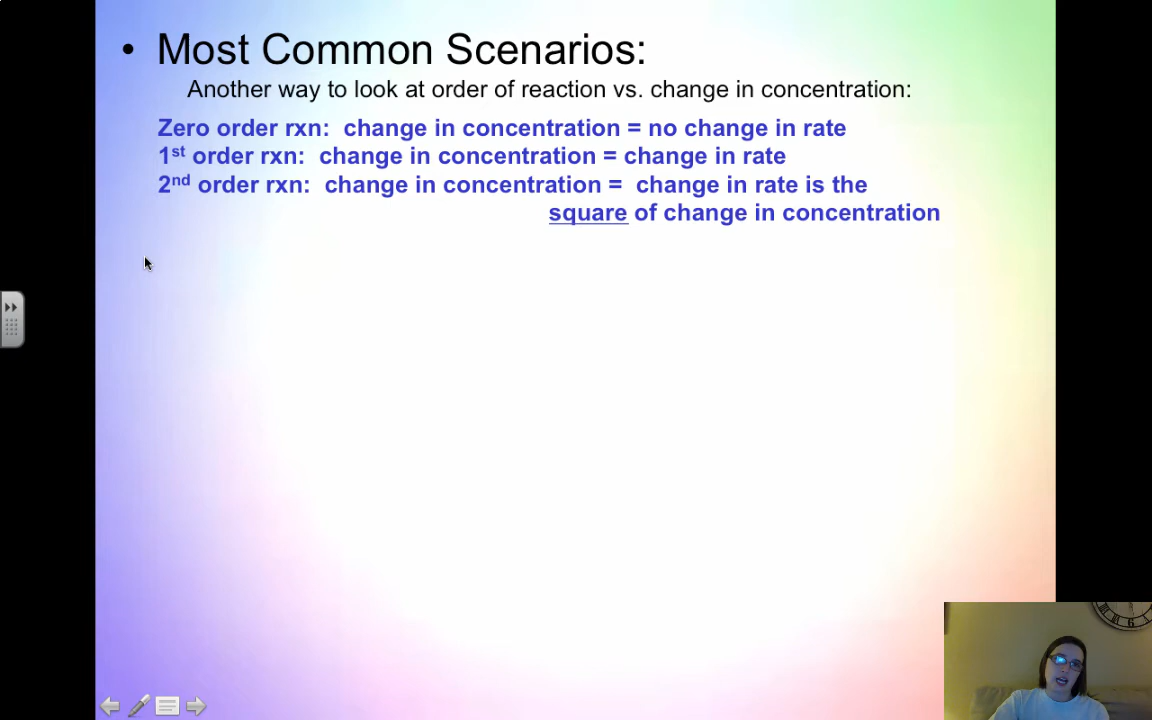 • Most Common Scenarios:
Another way to look at order of reaction vs. change in concentration:
Zero order rxn: change in concentration = no change in rate
1st order rxn: change in concentration = change in rate
2nd order rxn: change in concentration = change in rate is the
square of change in concentration